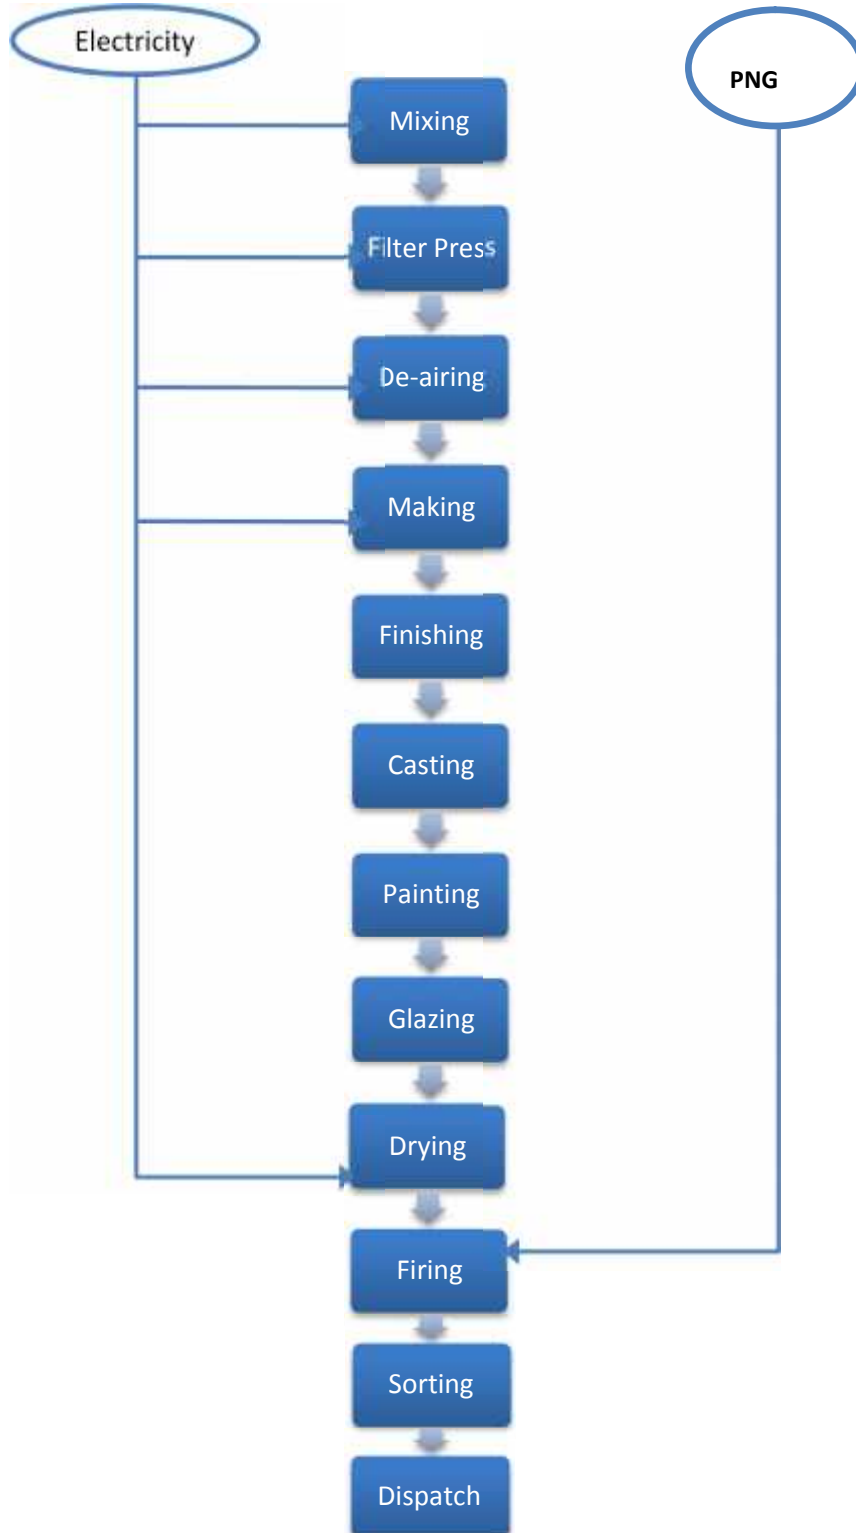 Electricity
PNG
Mixing
Filter Press
De-airing
Making
Finishing
Casting
Painting
Glazing
Drying
Firing
Sorting
Dispatch